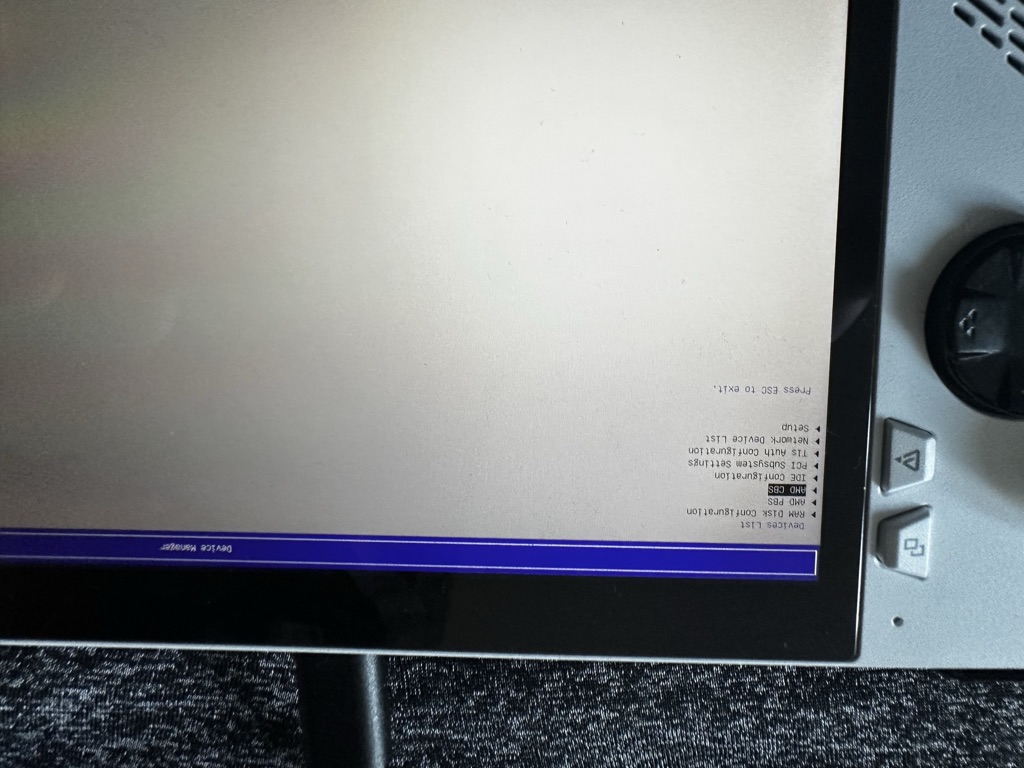 Device Manager
Devices List
RAM Disk Configuration
AMD PBS
AMD CBS
IDE Configuration
PCI Subsystem Settings
Tls Auth Configuration
Network Device List
Setup
Press ESC to exit.